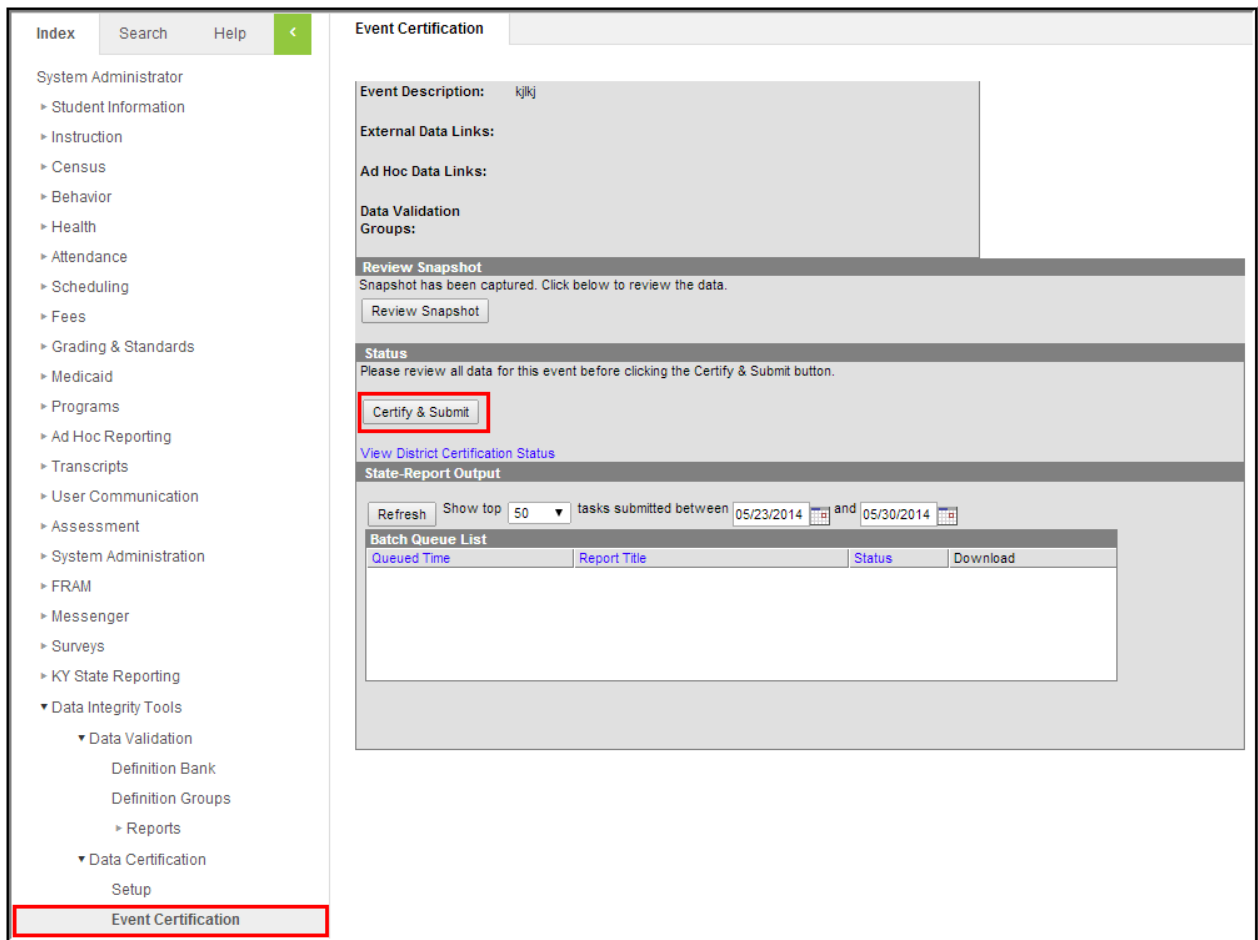 Index Search Help <
System Administrator
Student Information
Instruction
Census
Behavior
Health
Attendance
Scheduling
Fees
Grading & Standards
Medicaid
Programs
Ad Hoc Reporting
Transcripts
User Communication
Assessment
System Administration
FRAM
Messenger
Surveys
KY State Reporting
Data Integrity Tools
Data Validation
Definition Bank
Definition Groups
Reports
Data Certification
Setup
Event Certification
Event Certification
Event Description: kjlkj
External Data Links:
Ad Hoc Data Links:
Data Validation
Groups:
Review Snapshot
Snapshot has been captured. Click below to review the data.
Review Snapshot
Status
Please review all data for this event before clicking the Certify & Submit button.
Certify & Submit
View District Certification Status
State-Report Output
Refresh Show top 50 tasks submitted between 05/23/2014 and 05/30/2014
Batch Queue List
Queued Time Report Title Status Download